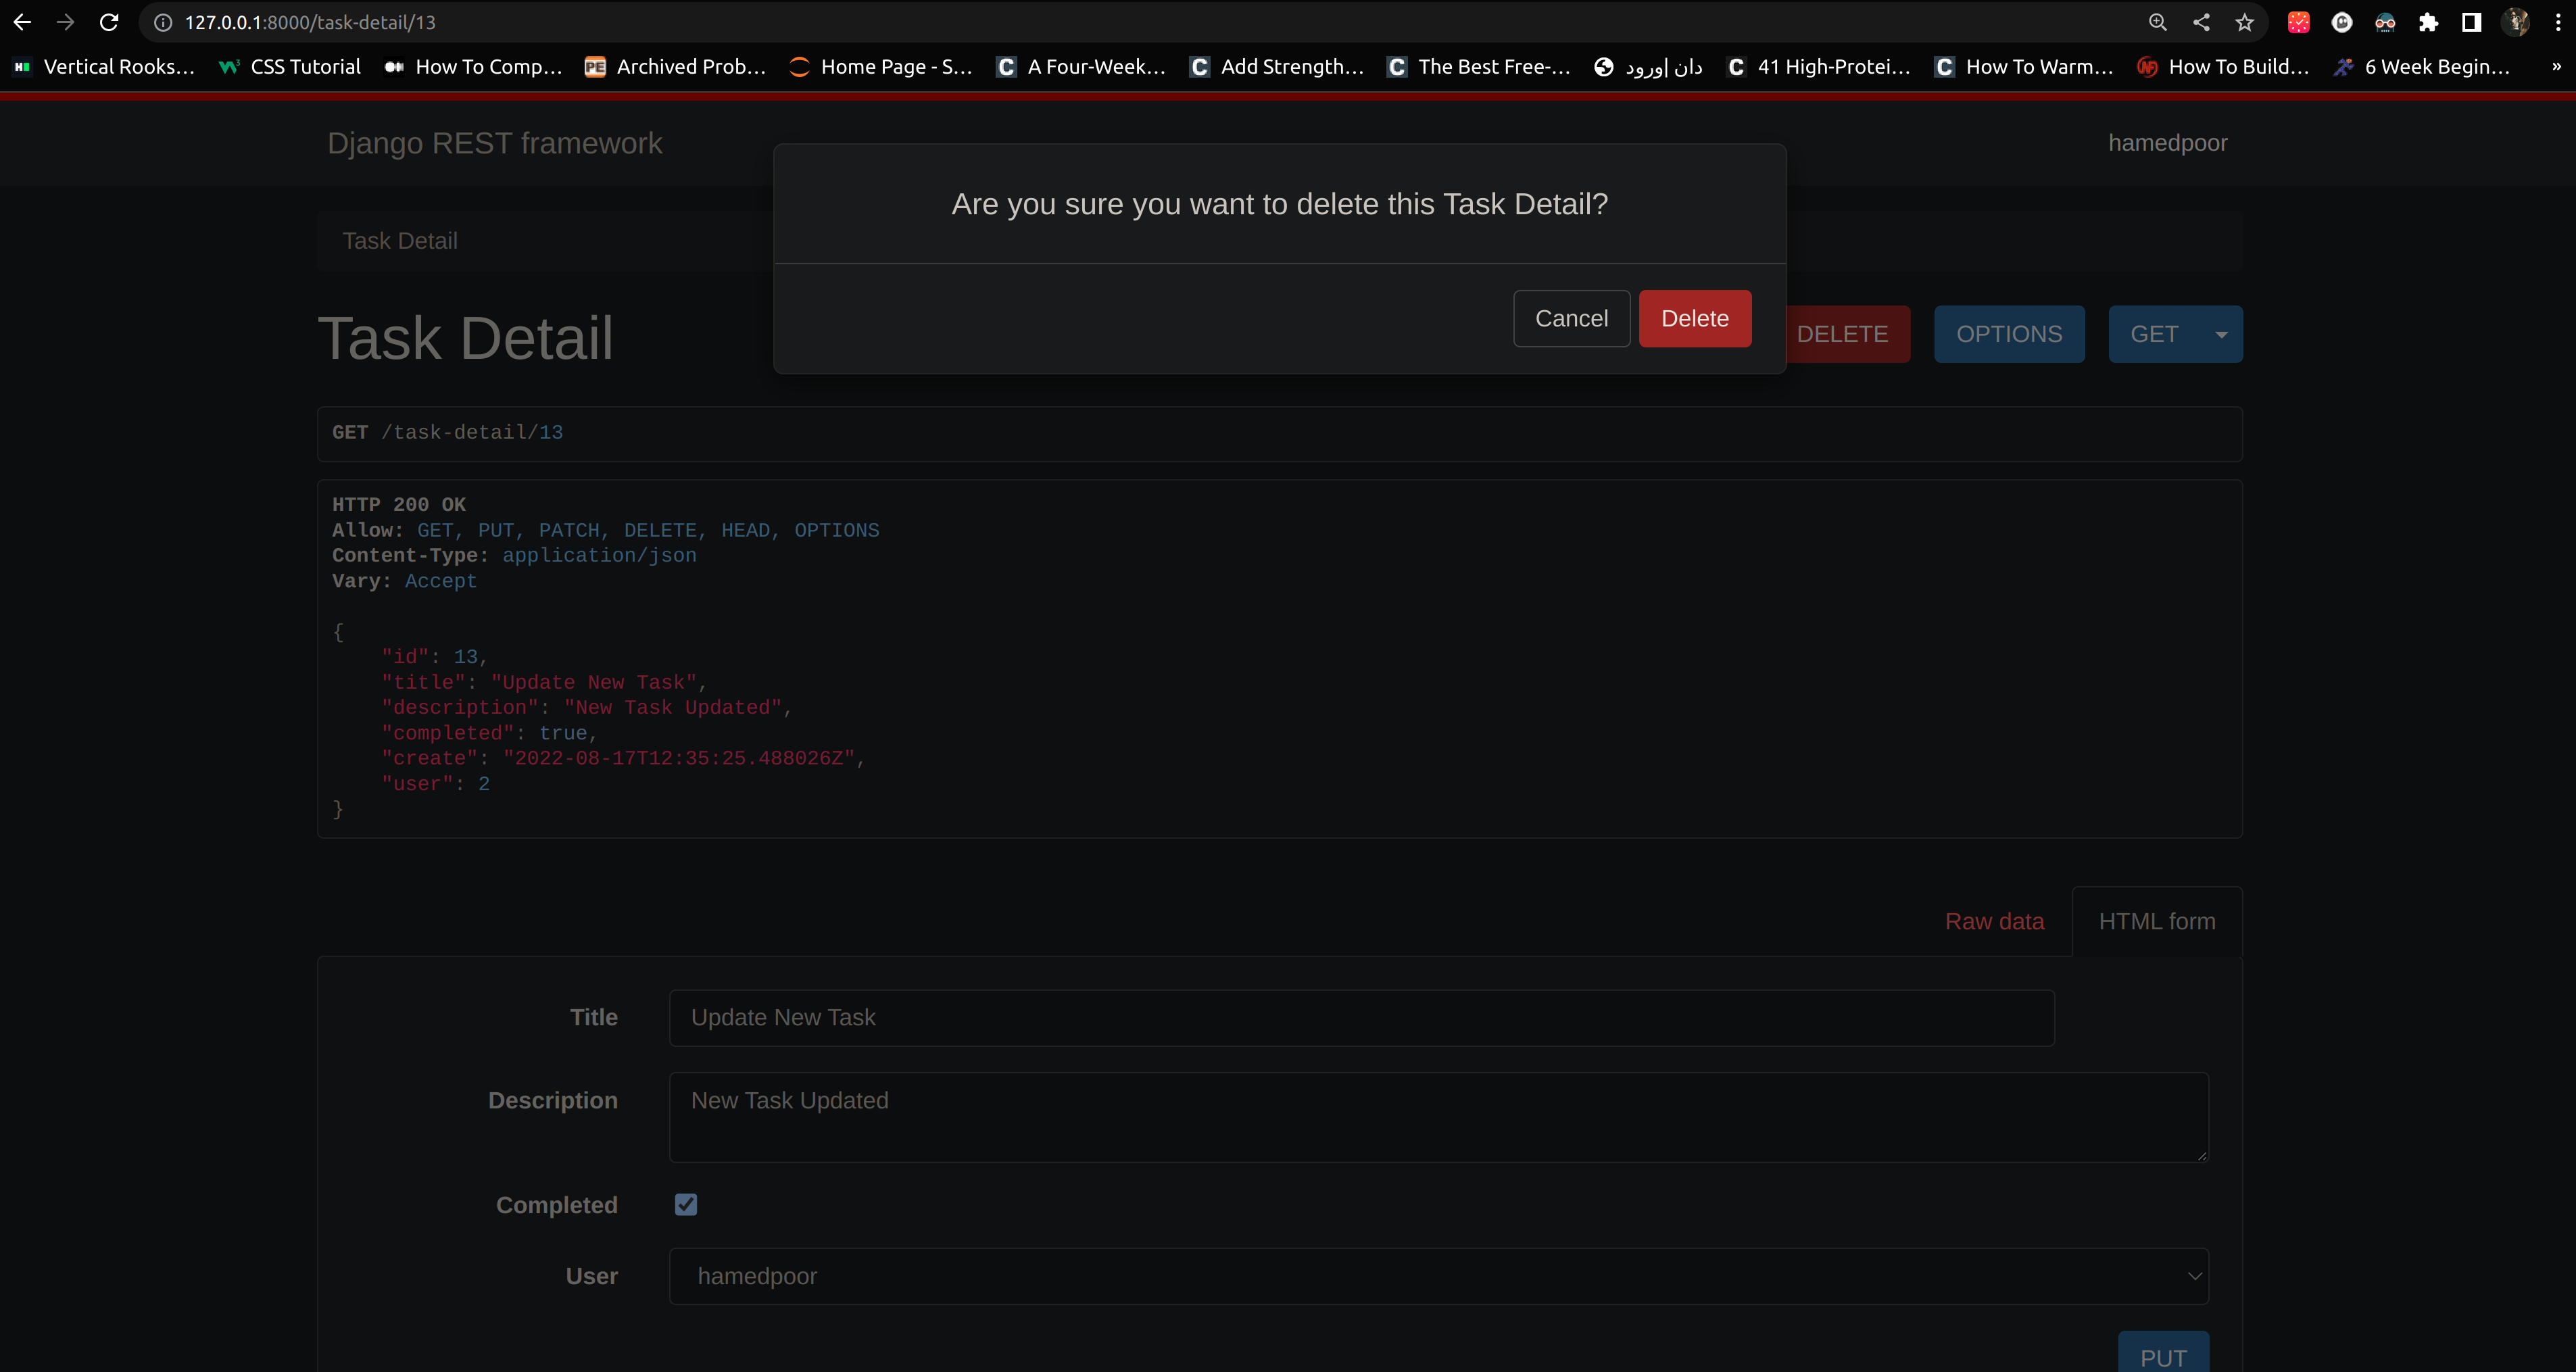 127.0.0.1:8000/task-detail/13
Vertical Rooks... CSS Tutorial How To Comp... PE Archived Prob... Home Page - S... C A Four-Week... C Add Strength... C The Best Free-... دان | ورود C 41 High-Protei... C How To Warm... How To Build... 6 Week Begin... »
Django REST framework hamedpoor
Are you sure you want to delete this Task Detail?
Cancel Delete
Task Detail
Task Detail DELETE OPTIONS GET
GET /task-detail/13
HTTP 200 OK
Allow: GET, PUT, PATCH, DELETE, HEAD, OPTIONS
Content-Type: application/json
Vary: Accept
{
"id": 13,
"title": "Update New Task",
"description": "New Task Updated",
"completed": true,
"create": "2022-08-17T12:35:25.488026Z",
"user": 2
}
Raw data HTML form
Title Update New Task
Description New Task Updated
Completed
User hamedpoor
PUT